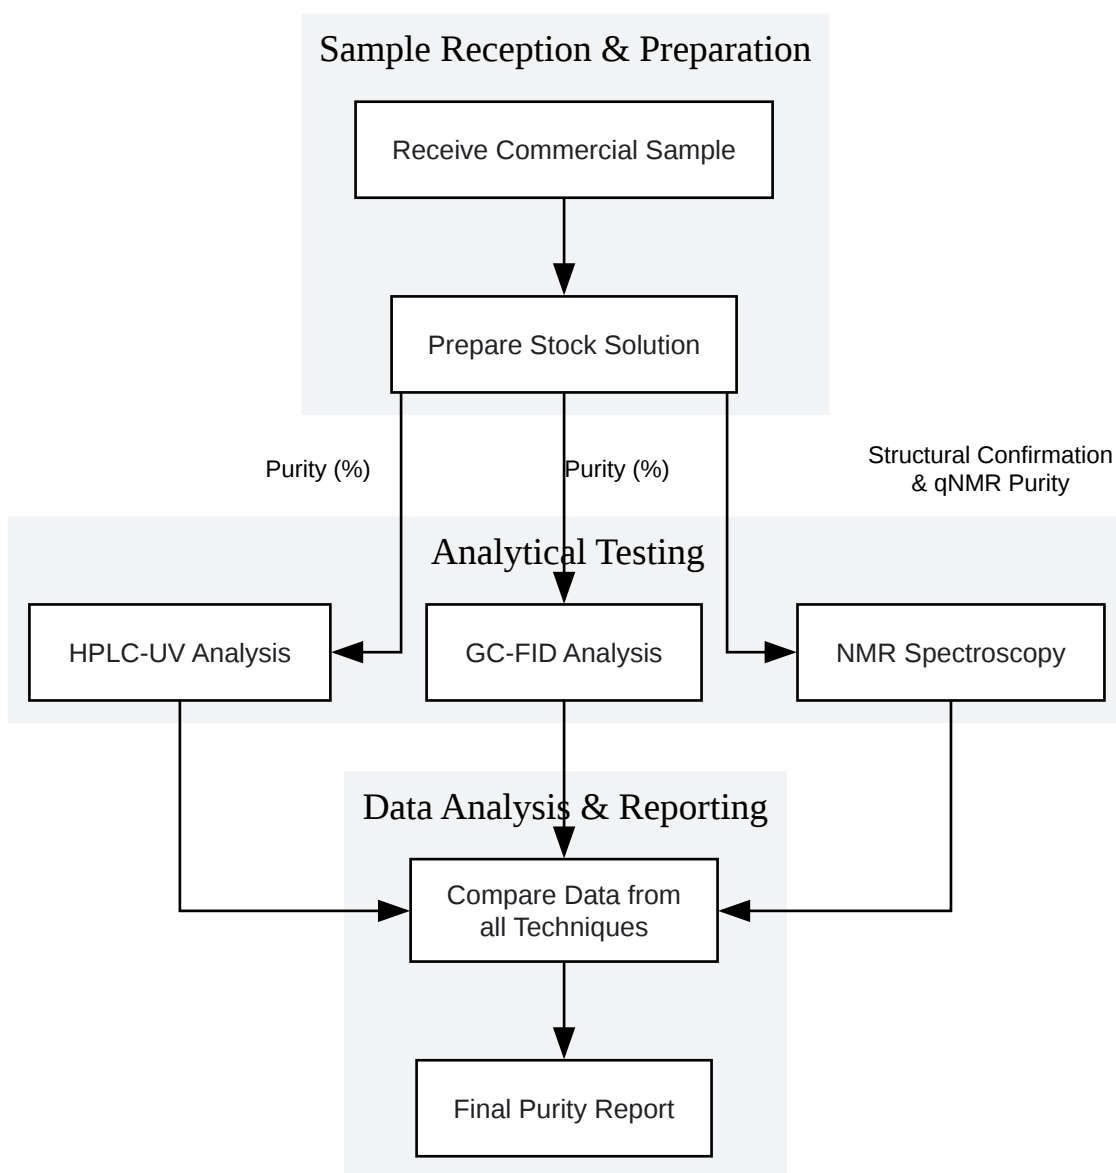 Sample Reception & Preparation
Receive Commercial Sample
Prepare Stock Solution
Purity (%)
Purity (%)
Structural Confirmation
& qNMR Purity
Analytical Testing
HPLC-UV Analysis
GC-FID Analysis
NMR Spectroscopy
Data Analysis & Reporting
Compare Data from
all Techniques
Final Purity Report